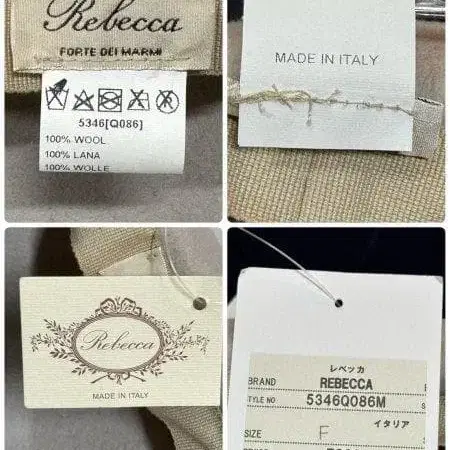 Rebecca
FORTE DEI MARMI
5346[Q086]
100% WOOL
100% LANA
100% WOLLE
MADE IN ITALY
Rebecca
MADE IN ITALY
レベッカ
BRAND REBECCA
STYLE NO 5346Q086M
イタリア
SIZE F